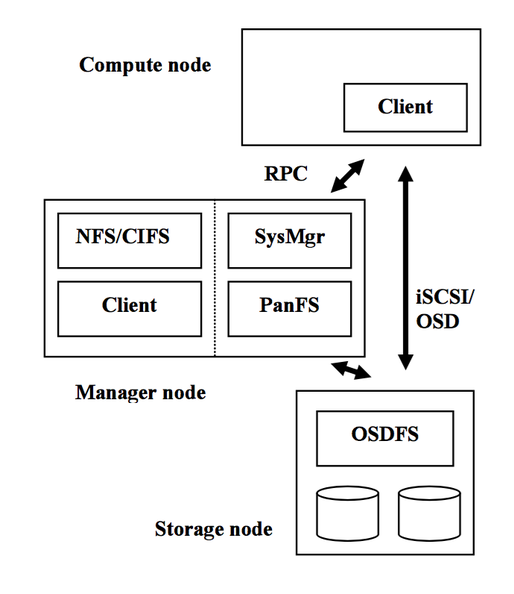 Compute node
Client
RPC
NFS/CIFS
SysMgr
Client
PanFS
iSCSI/
OSD
Manager node
OSDFS
Storage node